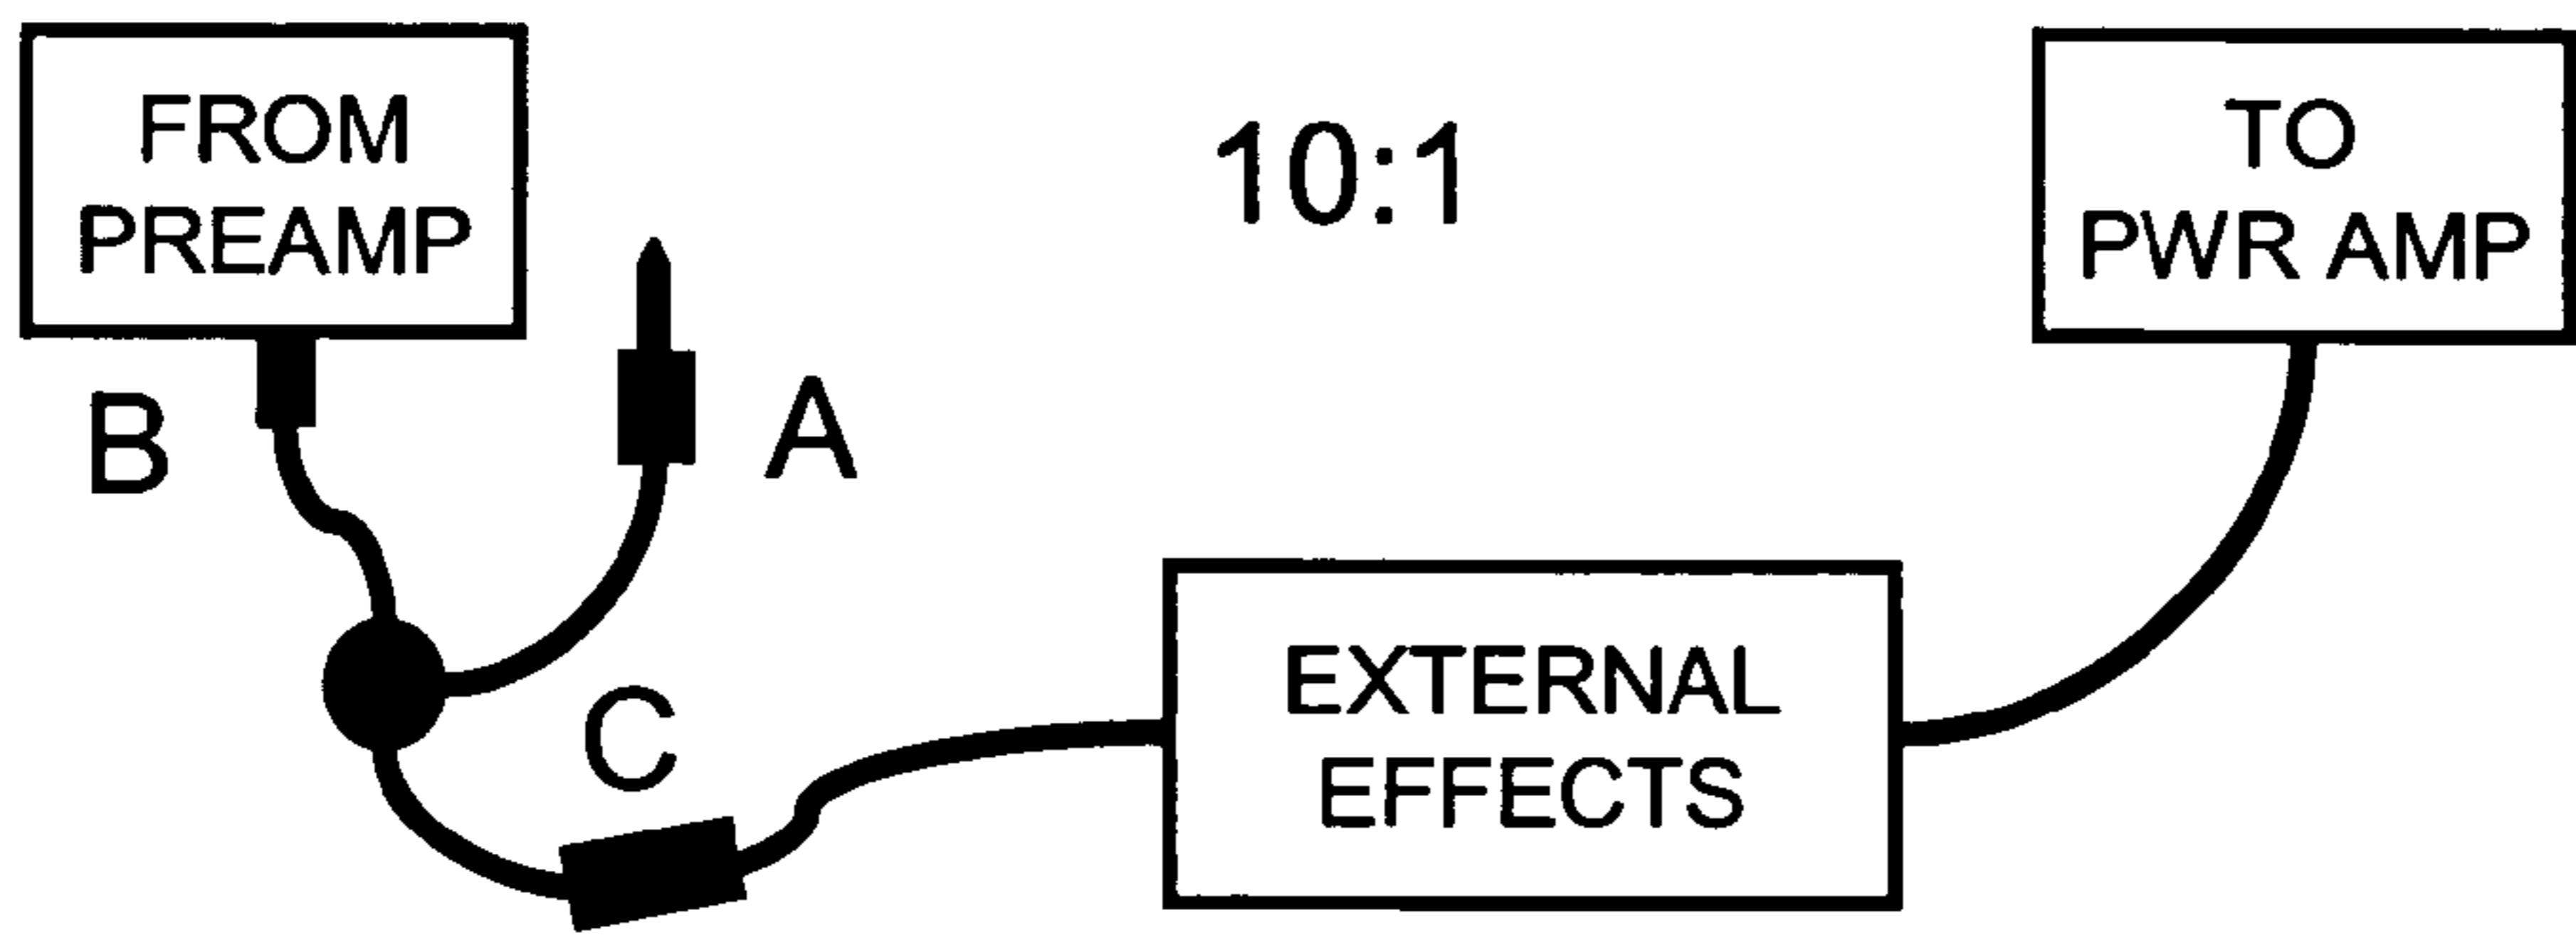 FROM
PREAMP
10:1
TO
PWR AMP
B
A
C
EXTERNAL
EFFECTS